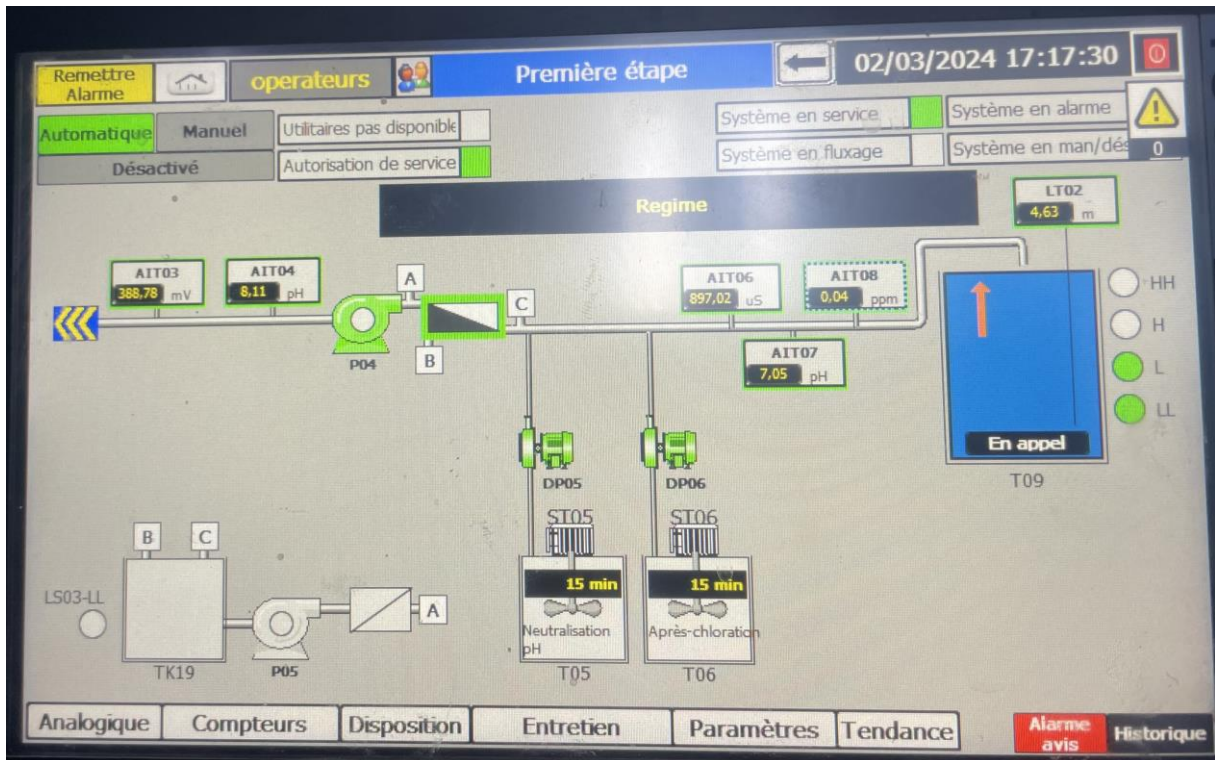 Remettre
Alarme
operateurs
Première étape
02/03/2024 17:17:30
Automatique
Manuel
Désactivé
Utilitaires pas disponible
Autorisation de service
Système en service
Système en fluxage
Système en alarme
Système en man/dés
0
Regime
LT02
4,63 m
AIT03
388,78 mV
AIT04
8,11 pH
A
P04
B
C
AIT06
897,02 uS
AIT08
0,04 ppm
AIT07
7,05 pH
HH
H
L
LL
En appel
T09
DP05
DP06
ST05
ST06
15 min
15 min
Neutralisation
pH
Après-chloration
T05
T06
B
C
LS03-LL
A
TK19
P05
Analogique
Compteurs
Disposition
Entretien
Paramètres
Tendance
Alarme
avis
Historique